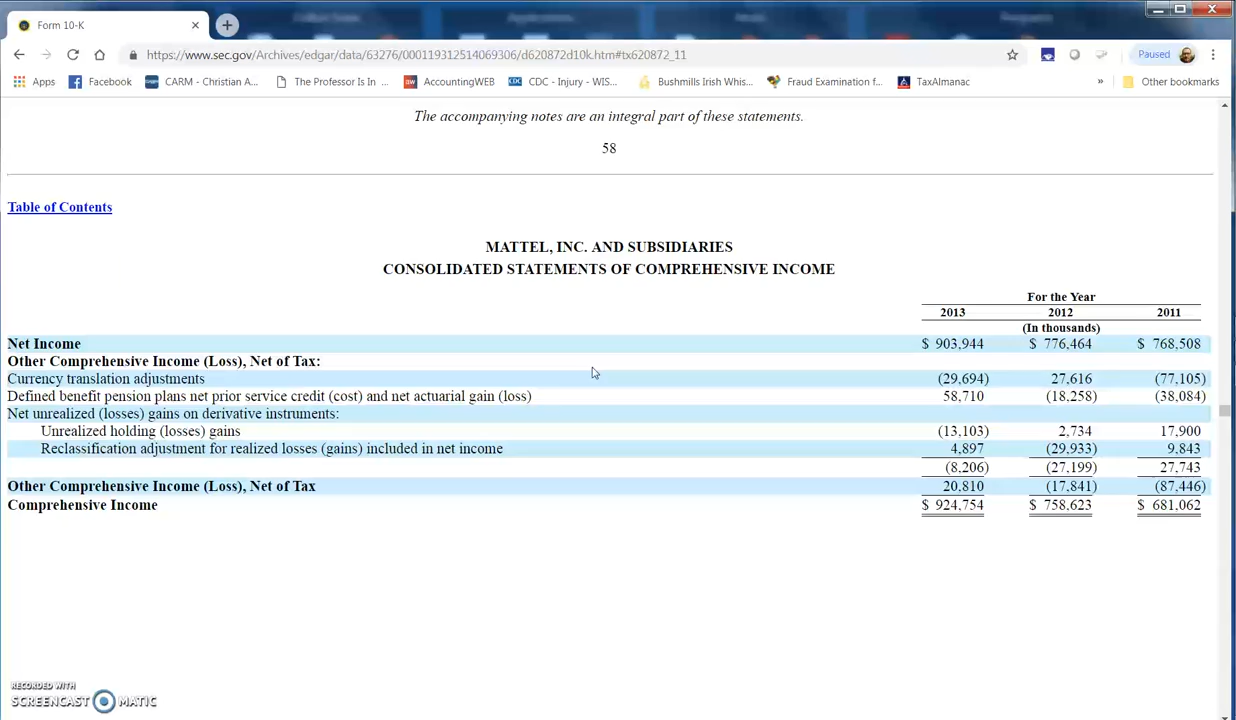 Form 10-K
https://www.sec.gov/Archives/edgar/data/63276/000119312514069306/d620872d10k.htm#tx620872_11
Paused
Apps Facebook CARM - Christian A... The Professor Is In ... AccountingWEB CDC - Injury - WIS... Bushmills Irish Whis... Fraud Examination f... TaxAlmanac » Other bookmarks
The accompanying notes are an integral part of these statements.
58
Table of Contents
MATTEL, INC. AND SUBSIDIARIES
CONSOLIDATED STATEMENTS OF COMPREHENSIVE INCOME
For the Year
2013 2012 2011
(In thousands)
Net Income $ 903,944 $ 776,464 $ 768,508
Other Comprehensive Income (Loss), Net of Tax:
Currency translation adjustments (29,694) 27,616 (77,105)
Defined benefit pension plans net prior service credit (cost) and net actuarial gain (loss) 58,710 (18,258) (38,084)
Net unrealized (losses) gains on derivative instruments:
Unrealized holding (losses) gains (13,103) 2,734 17,900
Reclassification adjustment for realized losses (gains) included in net income 4,897 (29,933) 9,843
(8,206) (27,199) 27,743
Other Comprehensive Income (Loss), Net of Tax 20,810 (17,841) (87,446)
Comprehensive Income $ 924,754 $ 758,623 $ 681,062
RECORDED WITH
SCREENCAST MATIC